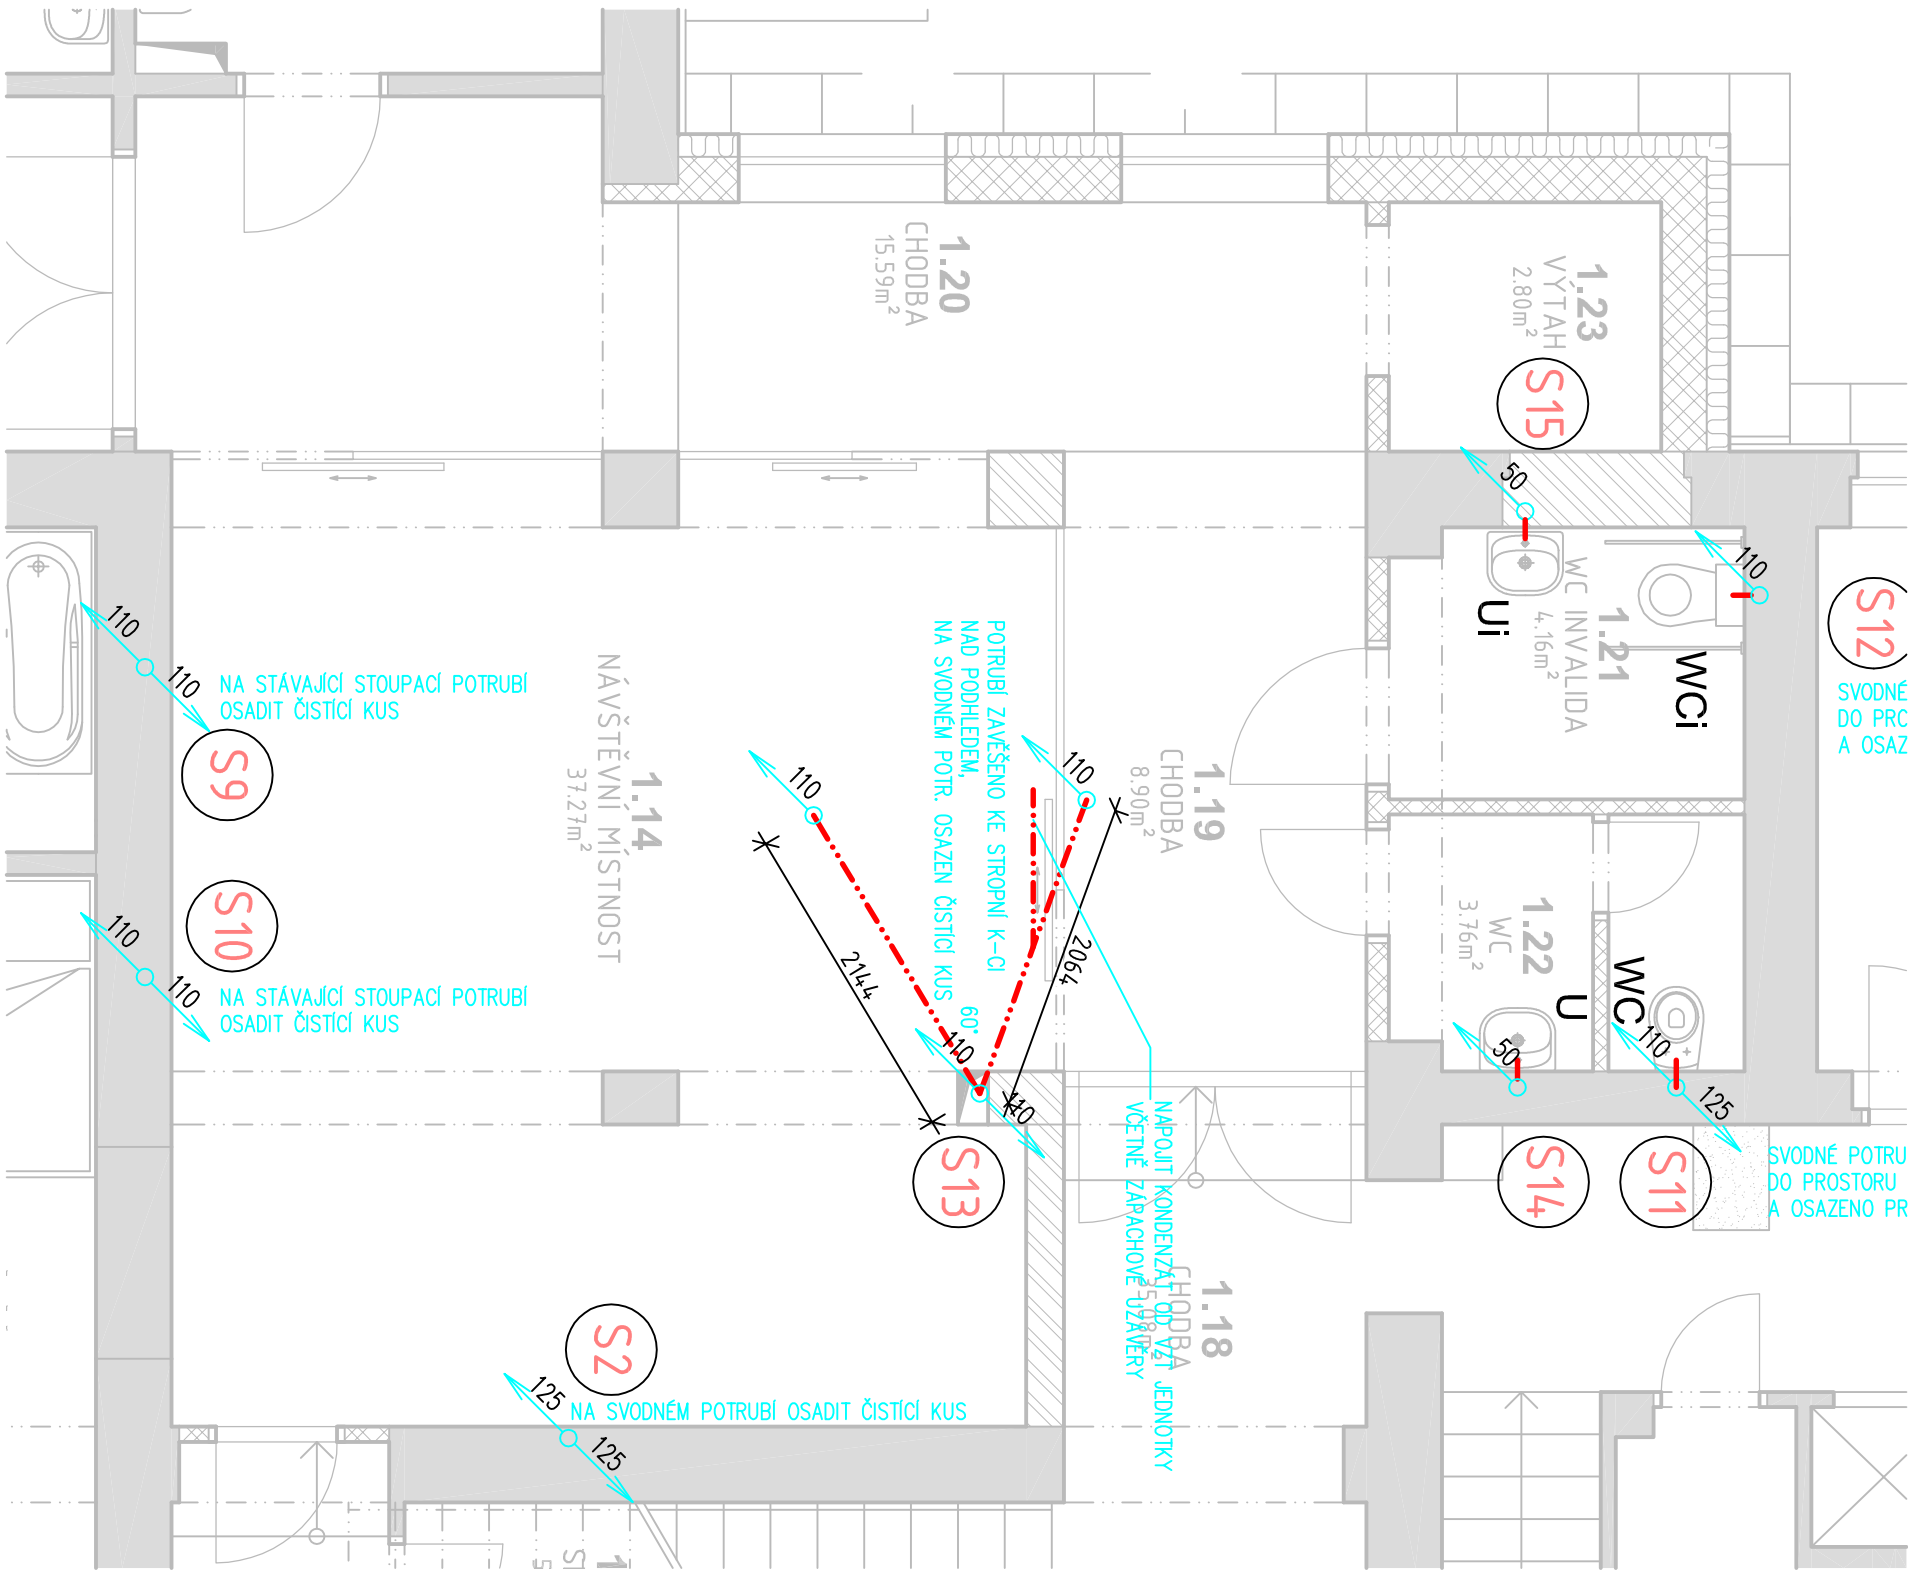 1.20
CHODBA
15.59m²
1.23
VÝTAH
2.80m²
S15
50
110
S12
1.21
WC INVALIDA
4.16m²
Ui
WCi
SVODNÉ
DO PRO
A OSAZ
110
110
NA STÁVAJÍCÍ STOUPACÍ POTRUBÍ
OSADIT ČISTÍCÍ KUS
S9
1.14
NÁVŠTĚVNÍ MÍSTNOST
37.27m²
POTRUBÍ ZAVĚŠENO KE STROPNÍ K-CI
NAD PODHLEDEM,
NA SVODNÉM POTR. OSAZEN ČISTÍCÍ KUS
60°
110
110
1.19
CHODBA
8.90m²
2144
2064
1.22
WC
3.76m²
U
WC
S10
110
110
NA STÁVAJÍCÍ STOUPACÍ POTRUBÍ
OSADIT ČISTÍCÍ KUS
110
110
S13
50
110
125
S14
S11
SVODNÉ POTRU
DO PROSTORU
A OSAZENO PR
NAPOJIT KONDENZÁT OD VZT JEDNOTKY
VČETNĚ ZÁPACHOVÉ UZÁVĚRY
1.18
CHODBA
S2
125
125
NA SVODNÉM POTRUBÍ OSADIT ČISTÍCÍ KUS